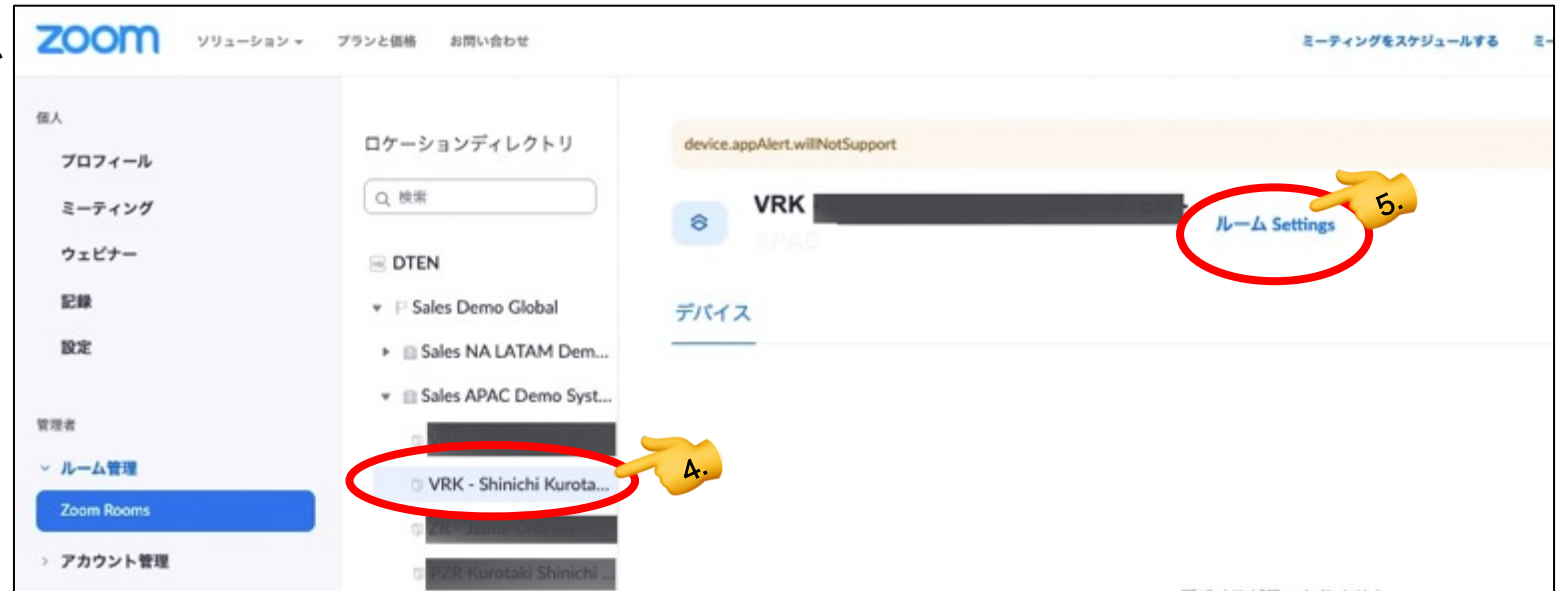 zoom ソリューション プランと価格 お問い合わせ ミーティングをスケジュールする ミー
個人
プロフィール
ミーティング
ウェビナー
記録
設定
管理者
ルーム管理
Zoom Rooms
アカウント管理
ロケーションディレクトリ
検索
DTEN
Sales Demo Global
Sales NA LATAM Dem...
Sales APAC Demo Syst...
VRK - Shinichi Kurota...
4.
PZR Kurotaki Shinichi ...
device.appAlert.willNotSupport
VRK
ルーム Settings
5.
APAC
デバイス